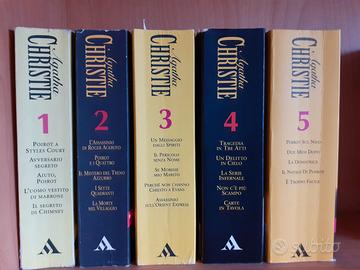 Agatha
CHRISTIE
1
POIROT A
STYLES COURT
AVVERSARIO
SEGRETO
AIUTO, POIROT
L'UOMO VESTITO
DI MARRONE
IL SEGRETO
DI CHIMNEY
Agatha
CHRISTIE
2
L'ASSASSINIO
DI ROGER ACKROYD
POIROT
E I QUATTRO
IL MISTERO DEL TRENO
AZZURRO
I SETTE
QUADRANTI
LA MORTE
NEL VILLAGGIO
Agatha
CHRISTIE
3
UN MESSAGGIO
DAGLI SPIRITI
IL PERICOLO
SENZA NOME
SE MORISSE
MIO MARITO
PERCHÉ NON L'HANNO
CHIESTO A EVANS
ASSASSINIO
SULL'ORIENT EXPRESS
Agatha
CHRISTIE
4
TRAGEDIA
IN TRE ATTI
UN DELITTO
IN CIELO
LA SERIE
INFERNALE
NON C'È PIÙ
SCAMPO
CARTE IN
TAVOLA
Agatha
CHRISTIE
5
POIROT SUL NILO
DUE MESI DOPO
LA DOMATRICE
IL NATALE DI POIROT
È TROPPO FACILE
subito